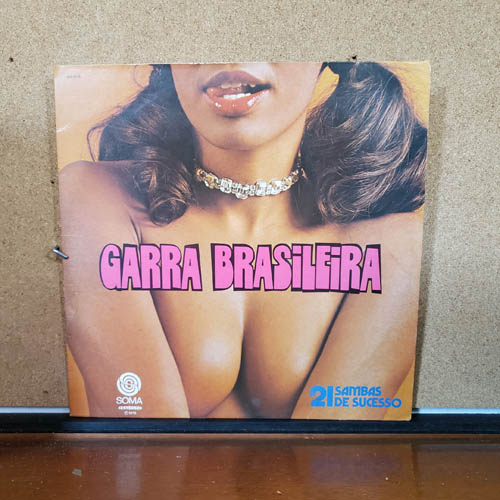 GARRA BRASILEIRA
21 SAMBAS
DE SUCESSO
SOMA